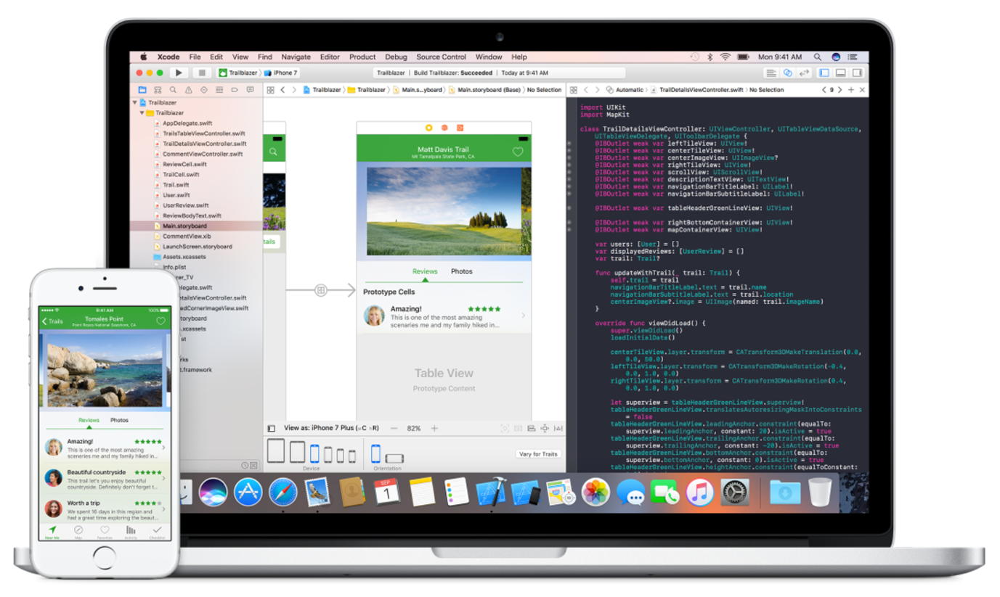 Xcode File Edit View Find Navigate Editor Product Debug Source Control Window Help
Mon 9:41 AM
Trailblazer iPhone 7
Trailblazer | Build Trailblazer: Succeeded | Today at 9:41 AM
Trailblazer
Trailblazer
AppDelegate.swift
TrailsTableViewController.swift
TrailDetailsViewController.swift
CommentViewController.swift
ReviewCell.swift
TrailCell.swift
Trail.swift
User.swift
UserReview.swift
ReviewBodyText.swift
Main.storyboard
CommentView.xib
LaunchScreen.storyboard
Assets.xcassets
Info.plist
zer_TV
elegate.swift
etailsViewController.swift
edCornerImageView.swift
toryboard
.xcassets
st
rks
t.framework
Trailblazer Trailblazer Main.s...yboard Main.storyboard (Base) No Selection
tails
Matt Davis Trail
Mt Tamalpais State Park, CA
Reviews Photos
Prototype Cells
Amazing! ★★★★★
This is one of the most amazing
sceneries me and my family hiked in...
Table View
Prototype Content
View as: iPhone 7 Plus (wC hR) — 82% +
Device
Orientation
Vary for Traits
Automatic TrailDetailsViewController.swift No Selection
9
import UIKit
import MapKit
class TrailDetailsViewController: UIViewController, UITableViewDataSource,
UITableViewDelegate, UIToolbarDelegate {
@IBOutlet weak var leftTileView: UIView!
@IBOutlet weak var centerTileView: UIView!
@IBOutlet weak var centerImageView: UIImageView?
@IBOutlet weak var rightTileView: UIView!
@IBOutlet weak var scrollView: UIScrollView!
@IBOutlet weak var descriptionTextView: UITextView!
@IBOutlet weak var navigationBarTitleLabel: UILabel!
@IBOutlet weak var navigationBarSubtitleLabel: UILabel!
@IBOutlet weak var tableHeaderGreenLineView: UIView!
@IBOutlet weak var rightBottomContainerView: UIView!
@IBOutlet weak var mapContainerView: UIView!
var users: [User] = []
var displayedReviews: [UserReview] = []
var trail: Trail?
func updateWithTrail(_ trail: Trail) {
self.trail = trail
navigationBarTitleLabel.text = trail.name
navigationBarSubtitleLabel.text = trail.location
centerImageView?.image = UIImage(named: trail.imageName)
}
override func viewDidLoad() {
super.viewDidLoad()
loadInitialData()
centerTileView.layer.transform = CATransform3DMakeTranslation(0.0,
0.0, 50.0)
leftTileView.layer.transform = CATransform3DMakeRotation(-0.4,
0.0, 1.0, 0.0)
rightTileView.layer.transform = CATransform3DMakeRotation(0.4,
0.0, 1.0, 0.0)
let superview = tableHeaderGreenLineView.superview!
tableHeaderGreenLineView.translatesAutoresizingMaskIntoConstraints
= false
tableHeaderGreenLineView.leadingAnchor.constraint(equalTo:
superview.leadingAnchor, constant: 20).isActive = true
tableHeaderGreenLineView.trailingAnchor.constraint(equalTo:
superview.trailingAnchor, constant: -20).isActive = true
tableHeaderGreenLineView.bottomAnchor.constraint(equalTo:
superview.bottomAnchor, constant: 0).isActive = true
tableHeaderGreenLineView.heightAnchor.constraint(equalToConstant:
SEP
1
9:41 AM 100%
Trails
Tomales Point
Point Reyes National Seashore, CA
Reviews Photos
Amazing! ★★★★★
This is one of the most amazing
sceneries me and my family hiked in...
Beautiful countryside ★★★★★
This trail let's you enjoy beautiful
countryside. Definitely don't forget t...
Worth a trip ★★★★★
We spent 16 days in this region and
had a great time exploring the beaut...
Near Me Map Favorites Activity Checklist